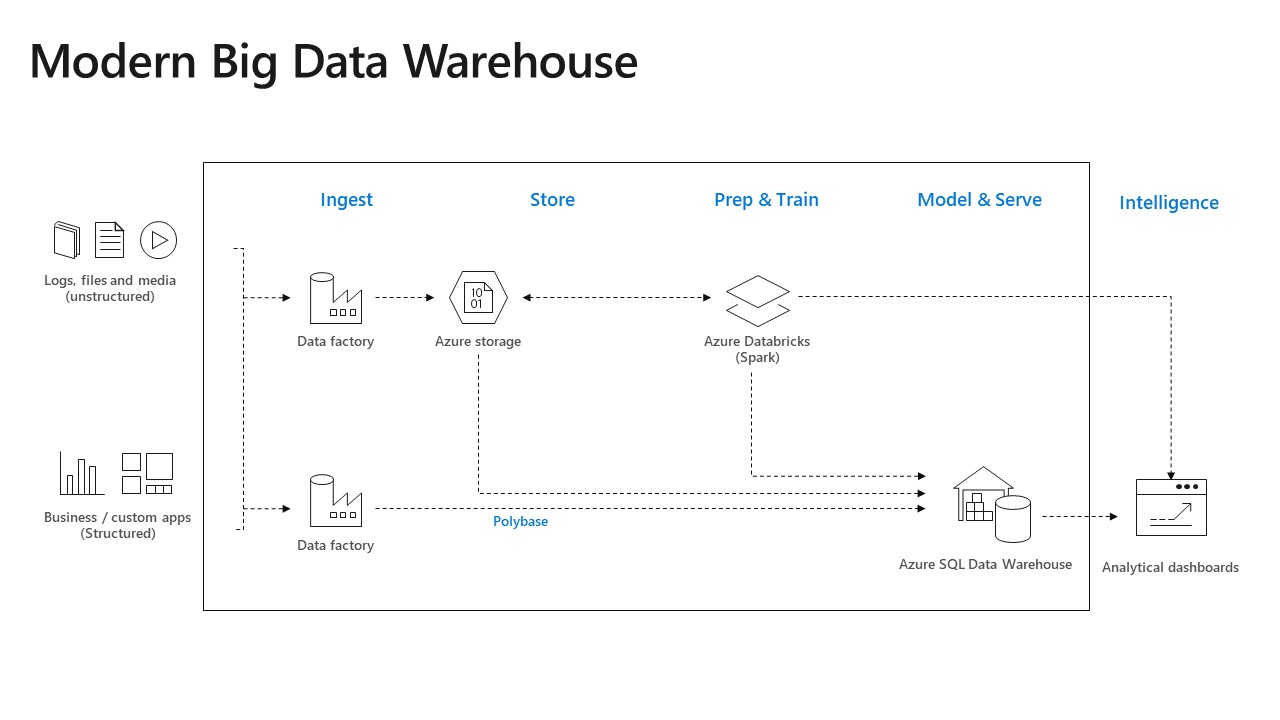 Modern Big Data Warehouse
Ingest
Store
Prep & Train
Model & Serve
Intelligence
Logs, files and media
(unstructured)
Data factory
10
01
Azure storage
Azure Databricks
(Spark)
Business / custom apps
(Structured)
Data factory
Polybase
Azure SQL Data Warehouse
Analytical dashboards